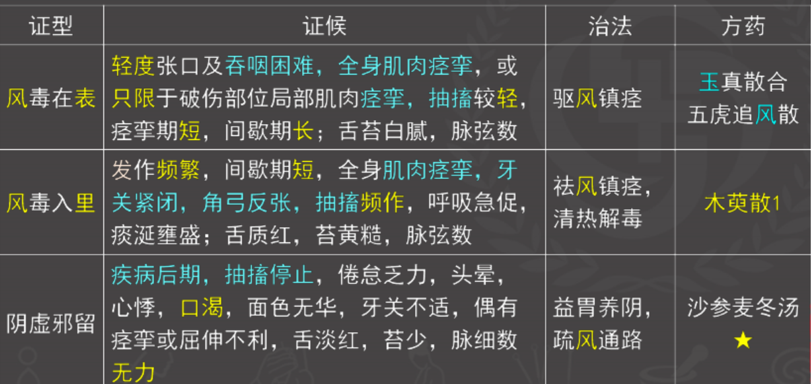 证型 证候 治法 方药
风毒在表
轻度张口及吞咽困难，全身肌肉痉挛，或
只限于破伤部位局部肌肉痉挛，抽搐较轻，
痉挛期短，间歇期长；舌苔白腻，脉弦数
驱风镇痉
玉真散合
五虎追风散
风毒入里
发作频繁，间歇期短，全身肌肉痉挛，牙
关紧闭，角弓反张，抽搐频作，呼吸急促，
痰涎壅盛；舌质红，苔黄糙，脉弦数
祛风镇痉，
清热解毒
木萸散1
阴虚邪留
疾病后期，抽搐停止，倦怠乏力，头晕，
心悸，口渴，面色无华，牙关不适，偶有
痉挛或屈伸不利，舌淡红，苔少，脉细数
无力
益胃养阴，
疏风通路
沙参麦冬汤
★